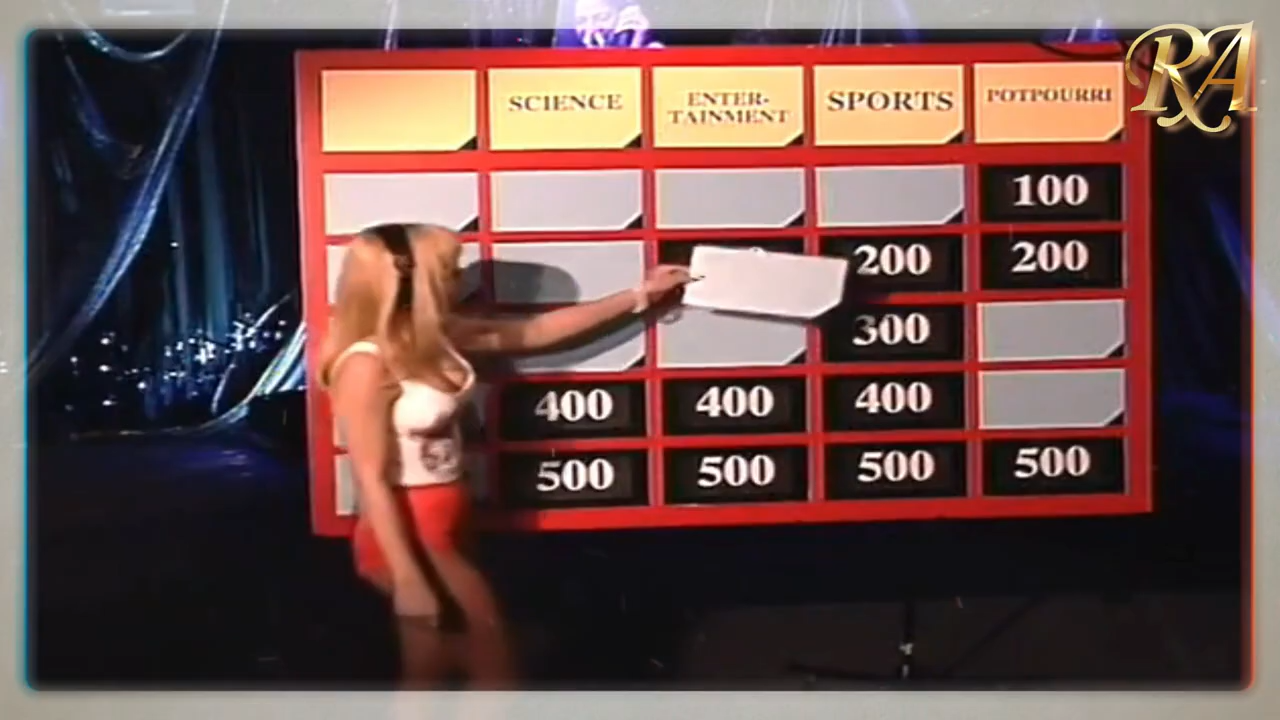 RA
SCIENCE
ENTER-
TAINMENT
SPORTS
POTPOURRI
100
200 200
300
400 400 400
500 500 500 500